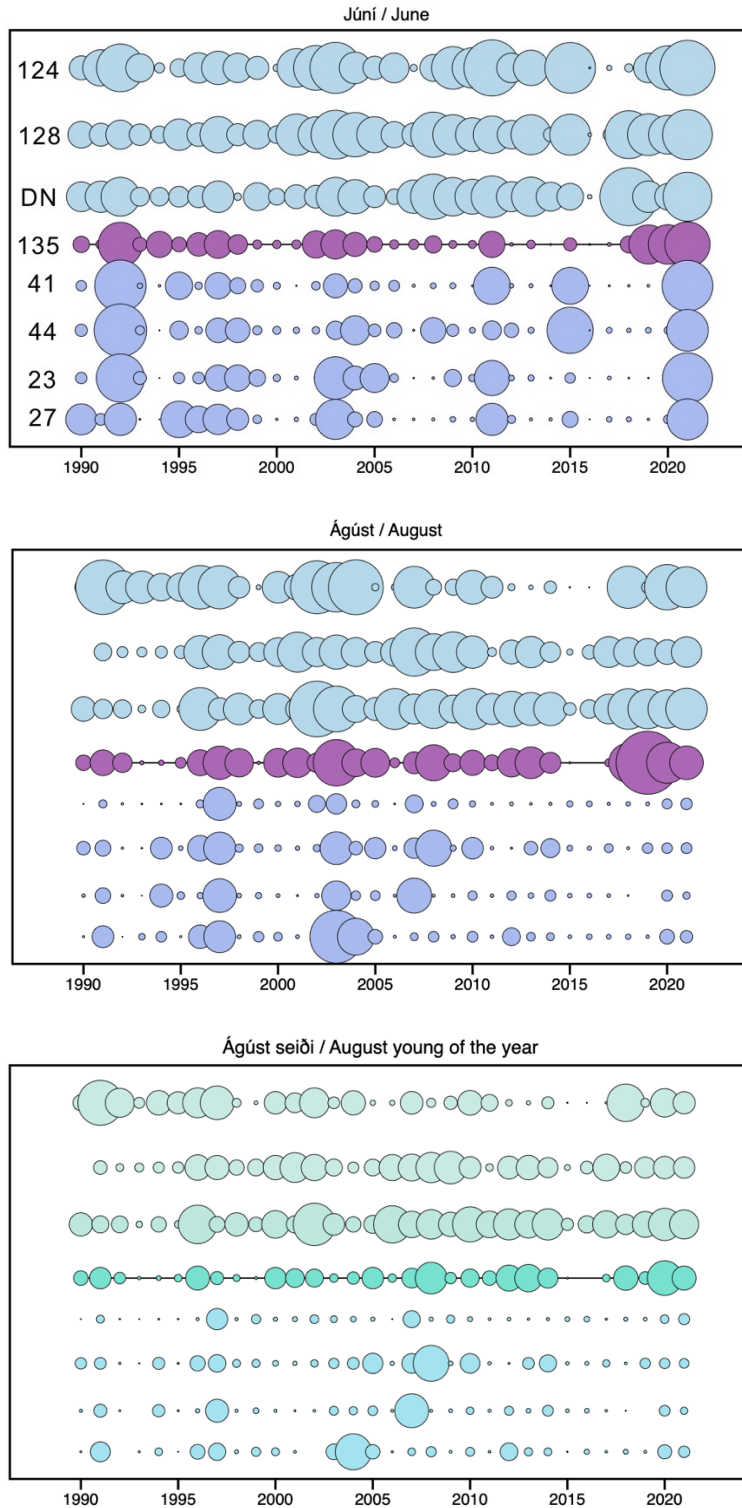 Júní / June
124
128
DN
135
41
44
23
27
1990 1995 2000 2005 2010 2015 2020
Ágúst / August
1990 1995 2000 2005 2010 2015 2020
Ágúst seiði / August young of the year
1990 1995 2000 2005 2010 2015 2020